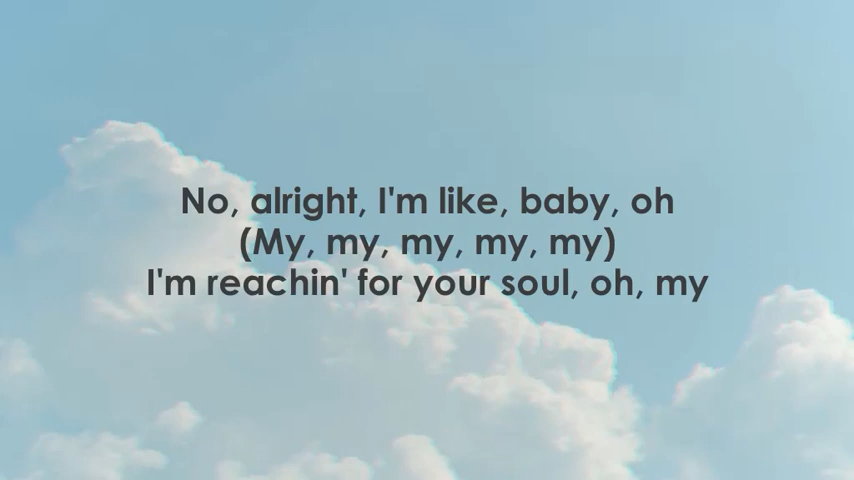 No, alright, I'm like, baby, oh
(My, my, my, my, my)
I'm reachin' for your soul, oh, my